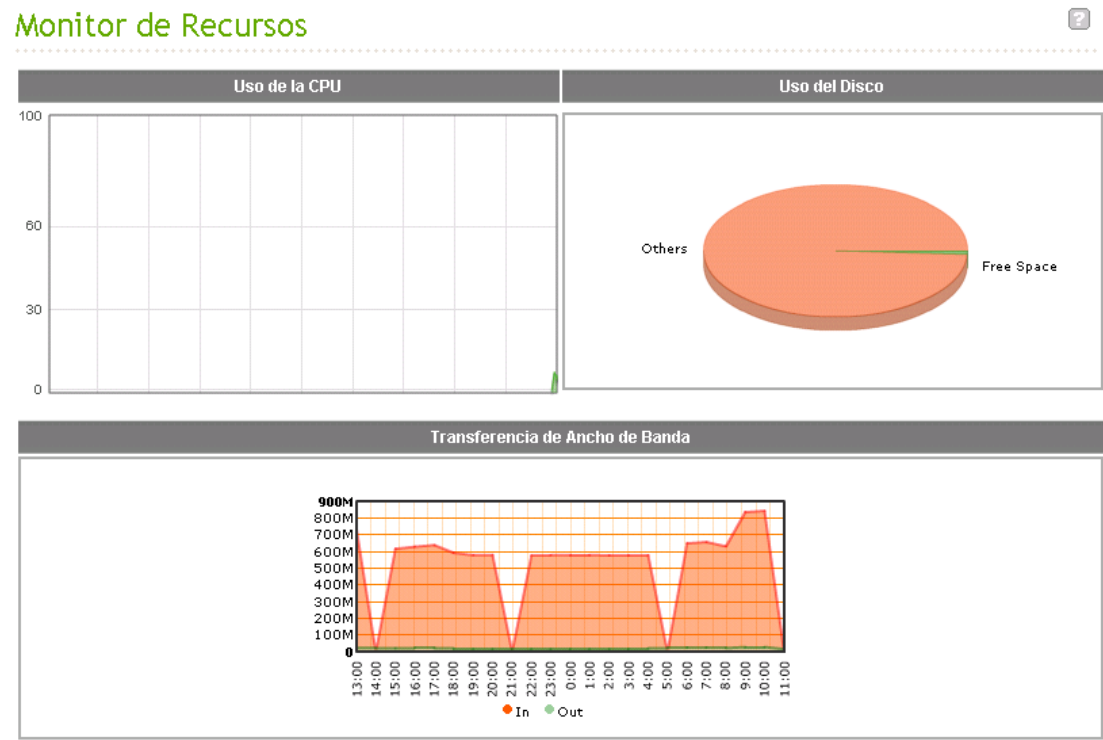 Monitor de Recursos
?
Uso de la CPU
Uso del Disco
100
60
30
0
Others
Free Space
Transferencia de Ancho de Banda
900M
800M
700M
600M
500M
400M
300M
200M
100M
0
13:00
14:00
15:00
16:00
17:00
18:00
19:00
20:00
21:00
22:00
23:00
0:00
1:00
2:00
3:00
4:00
5:00
6:00
7:00
8:00
9:00
10:00
11:00
In
Out